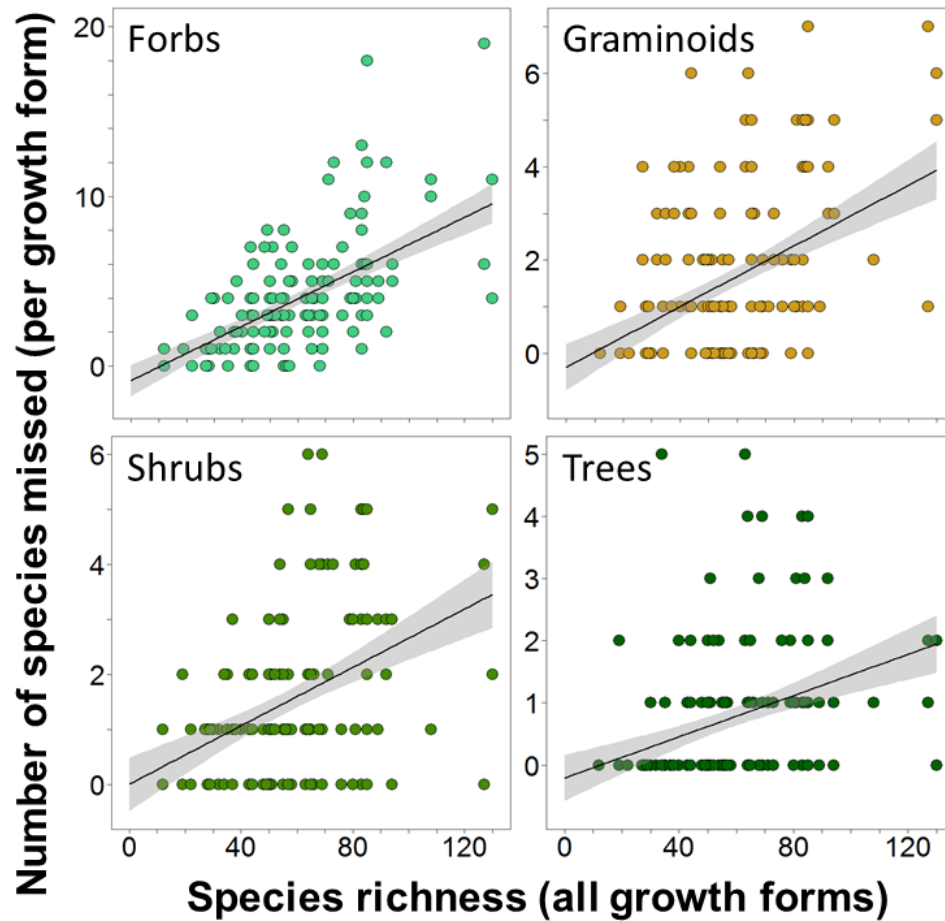 Number of species missed (per growth form)
Forbs
20
10
0
Graminoids
6
4
2
0
Shrubs
6
4
2
0
Trees
5
4
3
2
1
0
0 40 80 120
0 40 80 120
Species richness (all growth forms)